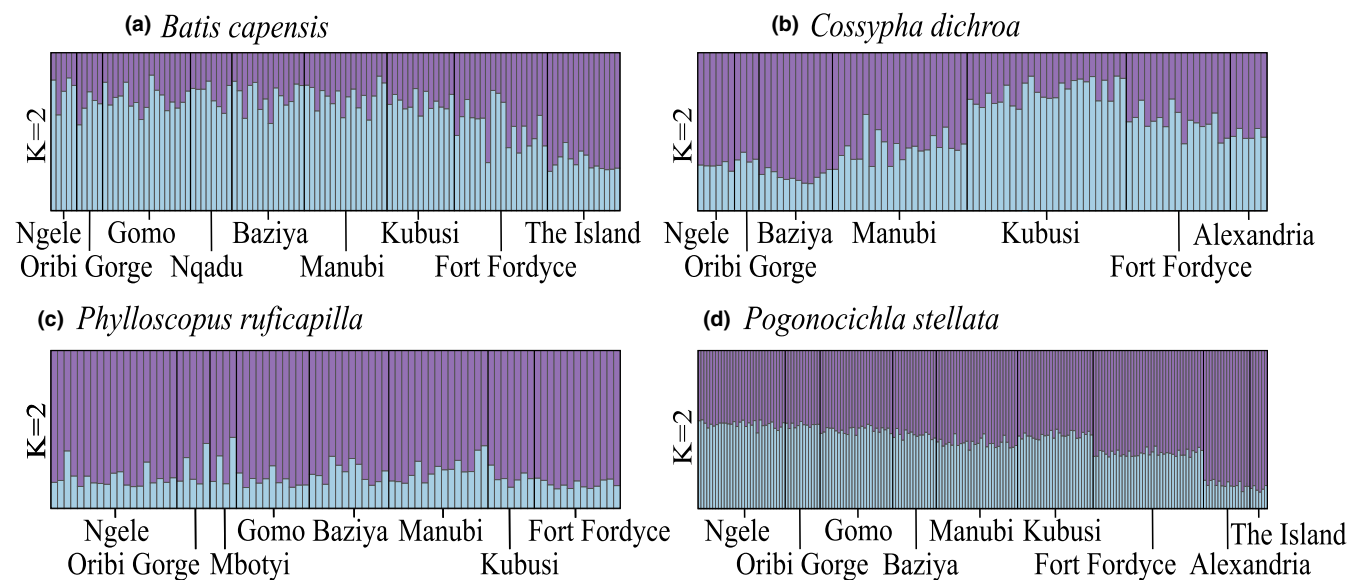 (a) Batis capensis
K=2
Ngele Gomo Baziya Kubusi The Island
Oribi Gorge Nqadu Manubi Fort Fordyce
(b) Cossypha dichroa
K=2
Ngele Baziya Manubi Kubusi Alexandria
Oribi Gorge Fort Fordyce
(c) Phylloscopus ruficapilla
K=2
Ngele Gomo Baziya Manubi Fort Fordyce
Oribi Gorge Mbotyi Kubusi
(d) Pogonocichla stellata
K=2
Ngele Gomo Manubi Kubusi The Island
Oribi Gorge Baziya Fort Fordyce Alexandria